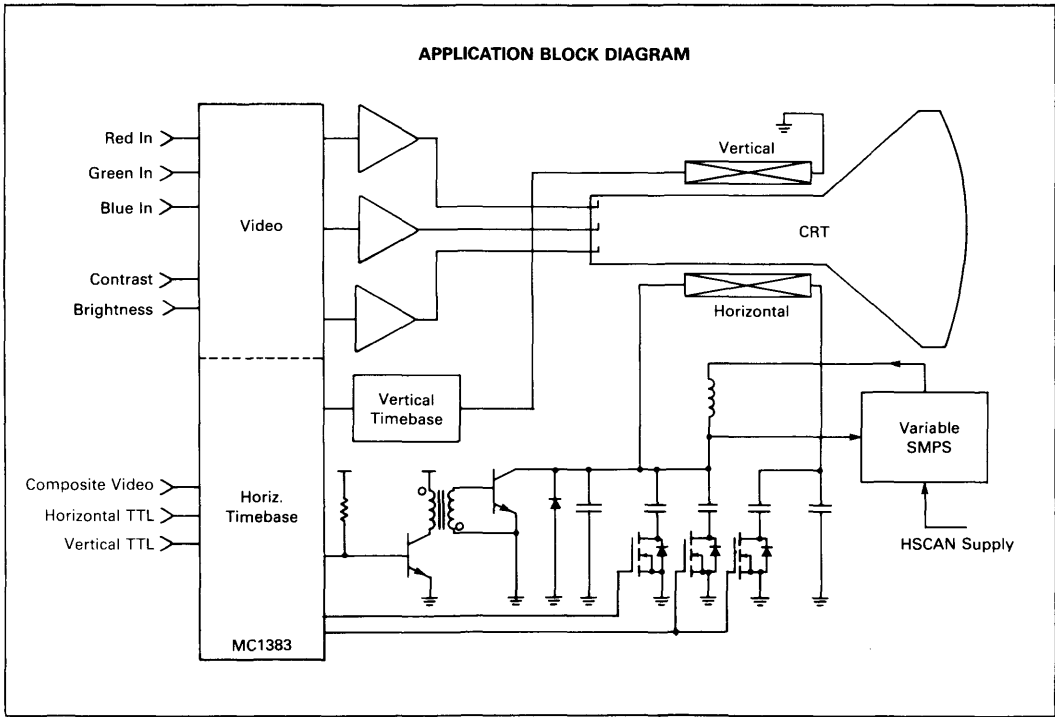 APPLICATION BLOCK DIAGRAM
Red In
Green In
Blue In
Contrast
Brightness
Video
Vertical
CRT
Horizontal
Vertical
Timebase
Variable
SMPS
Composite Video
Horizontal TTL
Vertical TTL
Horiz.
Timebase
HSCAN Supply
MC1383